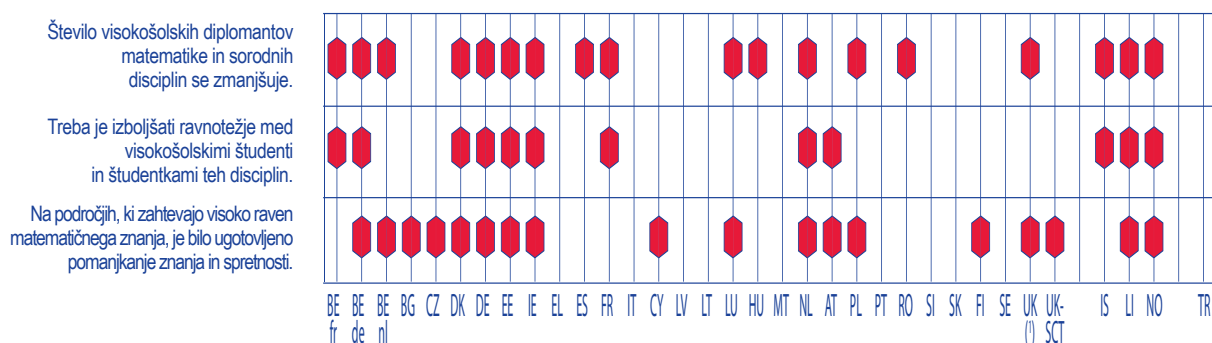 Število visokošolskih diplomantov
matematike in sorodnih
disciplin se zmanjšuje.
Treba je izboljšati ravnotežje med
visokošolskimi študenti
in študentkami teh disciplin.
Na področjih, ki zahtevajo visoko raven
matematičnega znanja, je bilo ugotovljeno
pomanjkanje znanja in spretnosti.
BE BE BE BG CZ DK DE EE IE EL ES FR IT CY LV LT LU HU MT NL AT PL PT RO SI SK FI SE UK UK- IS LI NO TR
fr de nl (¹) SCT